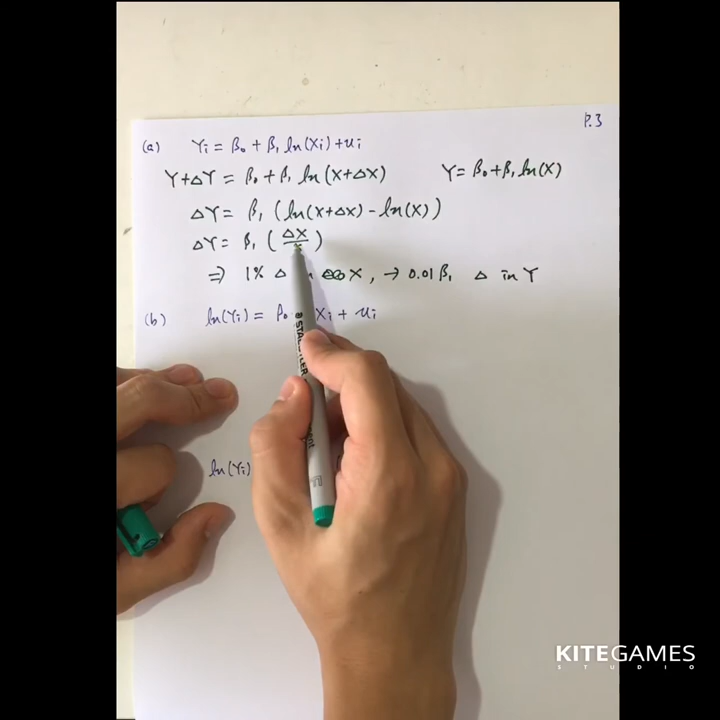 P.3
(a) Yi = β0 + β1 ln(Xi) + ui
Y+ΔY = β0 + β1 ln(X+ΔX) Y = β0 + β1 ln(X)
ΔY = β1 (ln(X+ΔX) - ln(X))
ΔY = β1 (ΔX/X)
⇒ 1% Δ X, → 0.01 β1 Δ in Y
(b) ln(Yi) = β0 Xi + ui
ln(Yi)
STAEDTLER
KITEGAMES
STUDIO